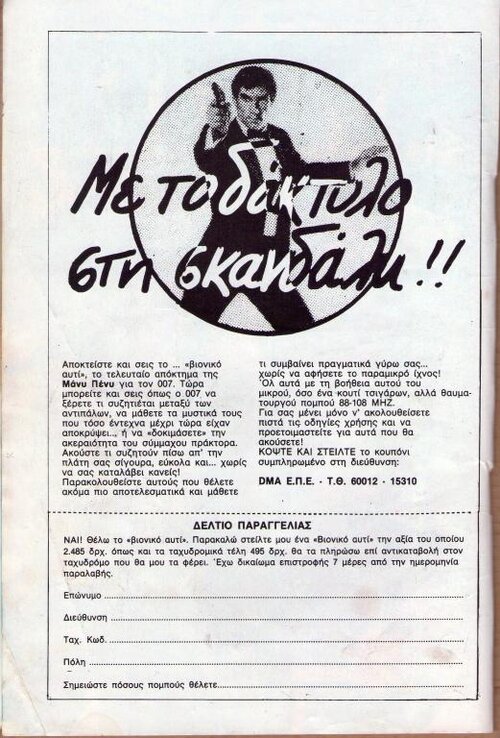 Με το δάκτυλο
στη σκανδάλη!!
Αποκτείστε και σεις το ... «βιονικό
αυτί», το τελευταίο απόκτημα της
Μάνυ Πένυ για τον 007. Τώρα
μπορείτε και σεις όπως ο 007 να
ξέρετε τι συζητιέται μεταξύ των
αντιπάλων, να μάθετε τα μυστικά τους
που τόσο έντεχνα μέχρι τώρα είχαν
αποκρύψει., ή να «δοκιμάσετε» την
ακεραιότητα του σύμμαχου πράκτορα.
Ακούστε τι συζητούν πίσω απ' την
πλάτη σας σίγουρα, εύκολα και... χωρίς
να σας καταλάβει κανείς!
Παρακολουθείστε αυτούς που θέλετε
ακόμα πιο αποτελεσματικά και μάθετε
τι συμβαίνει πραγματικά γύρω σας...
χωρίς να αφήσετε το παραμικρό ίχνος!
Όλ αυτά με τη βοήθεια αυτού του
μικρού, όσο ένα κουτί τσιγάρων, αλλά θαυμα-
τουργού πομπού 88-108 ΜΗΖ.
Για σας μένει μόνο ν' ακολουθείσετε
πιστά τις οδηγίες χρήσης και να
προετοιμαστείτε για αυτά που θα
ακούσετε!
ΚΟΨΤΕ ΚΑΙ ΣΤΕΙΛΤΕ το κουπόνι
συμπληρωμένο στη διεύθυνση:
DMA Ε.Π.Ε. - Τ.Θ. 60012 - 15310
ΔΕΛΤΙΟ ΠΑΡΑΓΓΕΛΙΑΣ
ΝΑΙ! Θέλω το «βιονικό αυτί». Παρακαλώ στείλτε μου ένα «Βιονικό αυτί» την αξία του οποίου
2.485 δρχ. όπως και τα ταχυδρομικά τέλη 495 δρχ. θα τα πληρώσω επί αντικαταβολή στον
ταχυδρόμο που θα μου τα φέρει. Έχω δικαίωμα επιστροφής 7 μέρες από την ημερομηνία
παραλαβής.
Επώνυμο
Διεύθυνση
Ταχ. Κωδ.
Πόλη
Σημειώστε πόσους πομπούς θέλετε